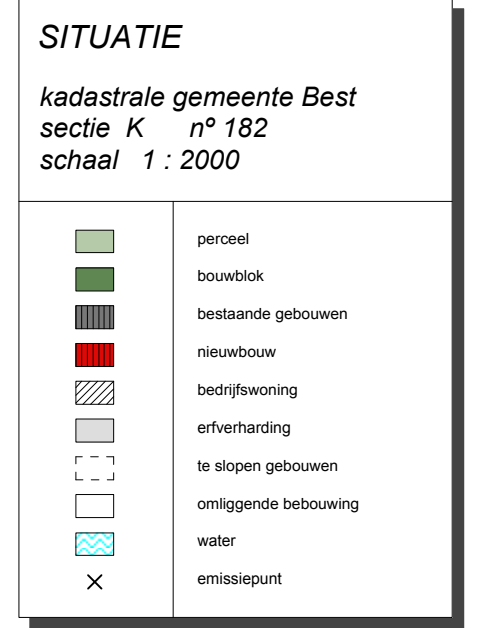 SITUATIE
kadastrale gemeente Best
sectie K nº 182
schaal 1 : 2000
perceel
bouwblok
bestaande gebouwen
nieuwbouw
bedrijfswoning
erfverharding
te slopen gebouwen
omliggende bebouwing
water
emissiepunt